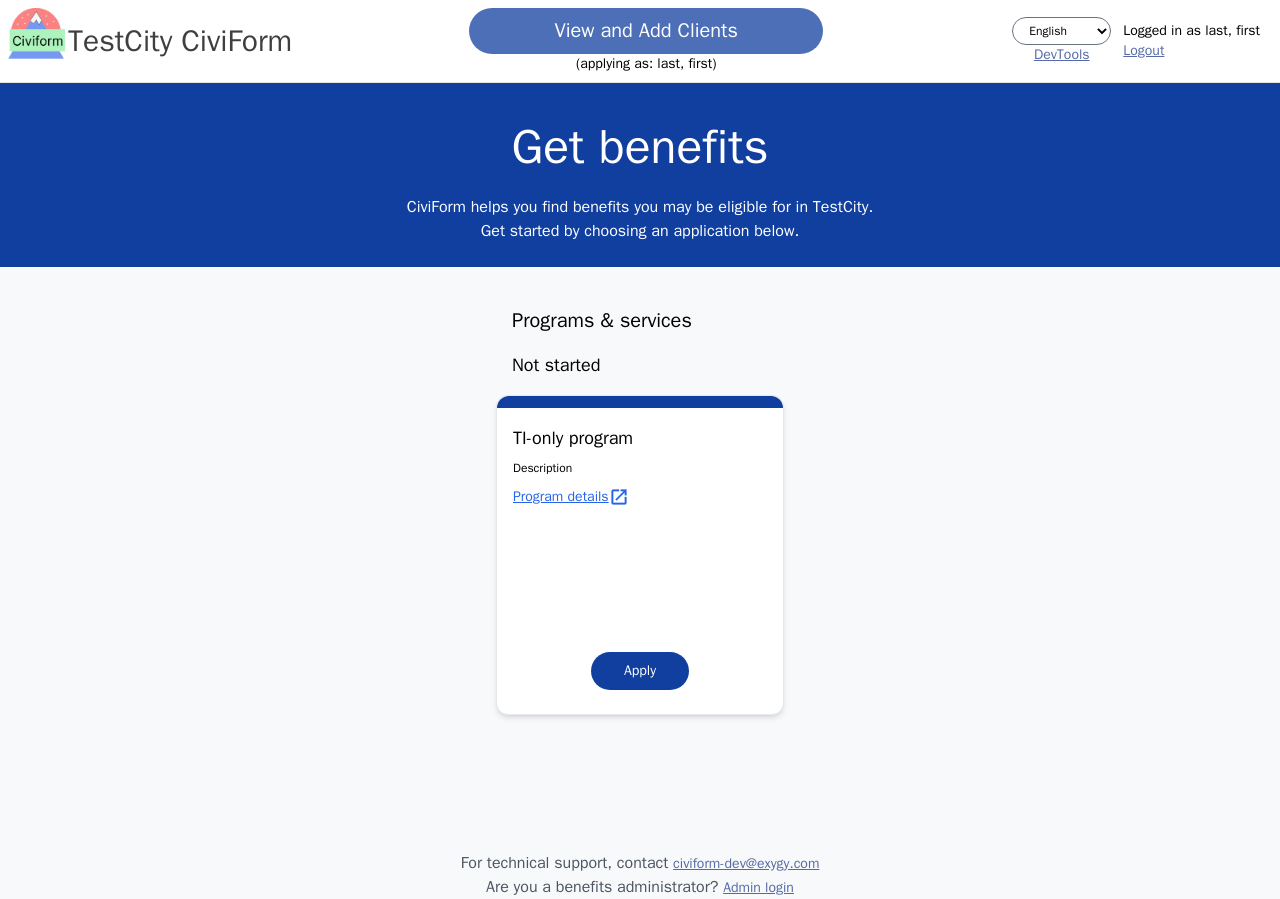 Civiform
TestCity CiviForm
View and Add Clients
(applying as: last, first)
English
DevTools
Logged in as last, first
Logout
Get benefits
CiviForm helps you find benefits you may be eligible for in TestCity.
Get started by choosing an application below.
Programs & services
Not started
TI-only program
Description
Program details
Apply
For technical support, contact civiform-dev@exygy.com
Are you a benefits administrator? Admin login